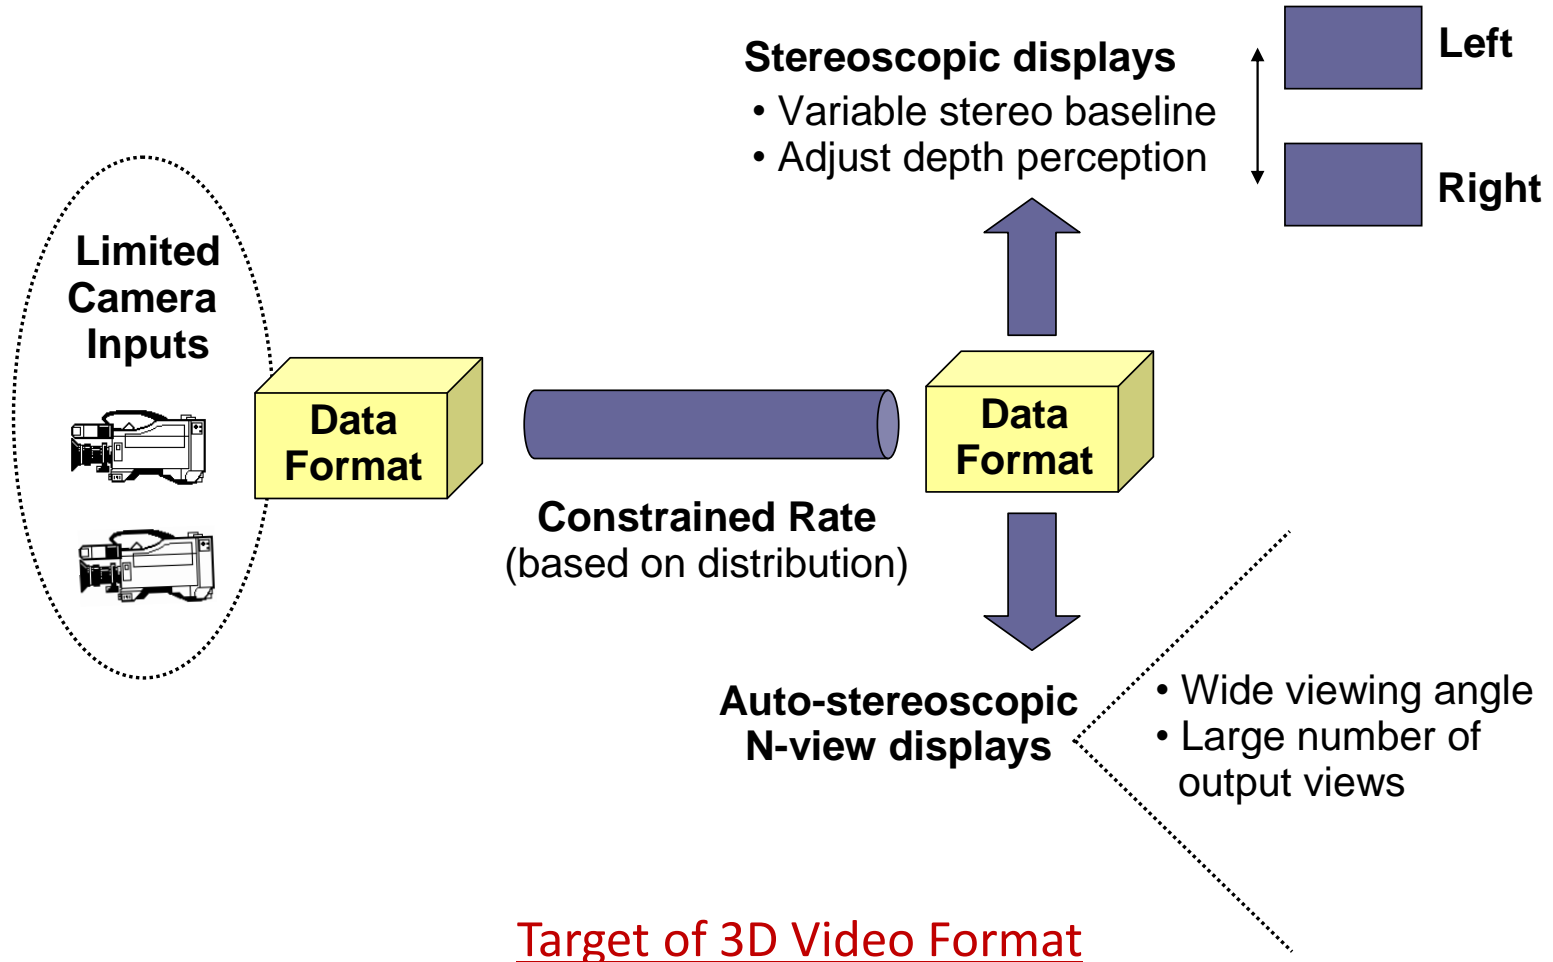 Stereoscopic displays
• Variable stereo baseline
• Adjust depth perception
Left
Right
Limited
Camera
Inputs
Data
Format
Constrained Rate
(based on distribution)
Data
Format
Auto-stereoscopic
N-view displays
• Wide viewing angle
• Large number of
output views
Target of 3D Video Format